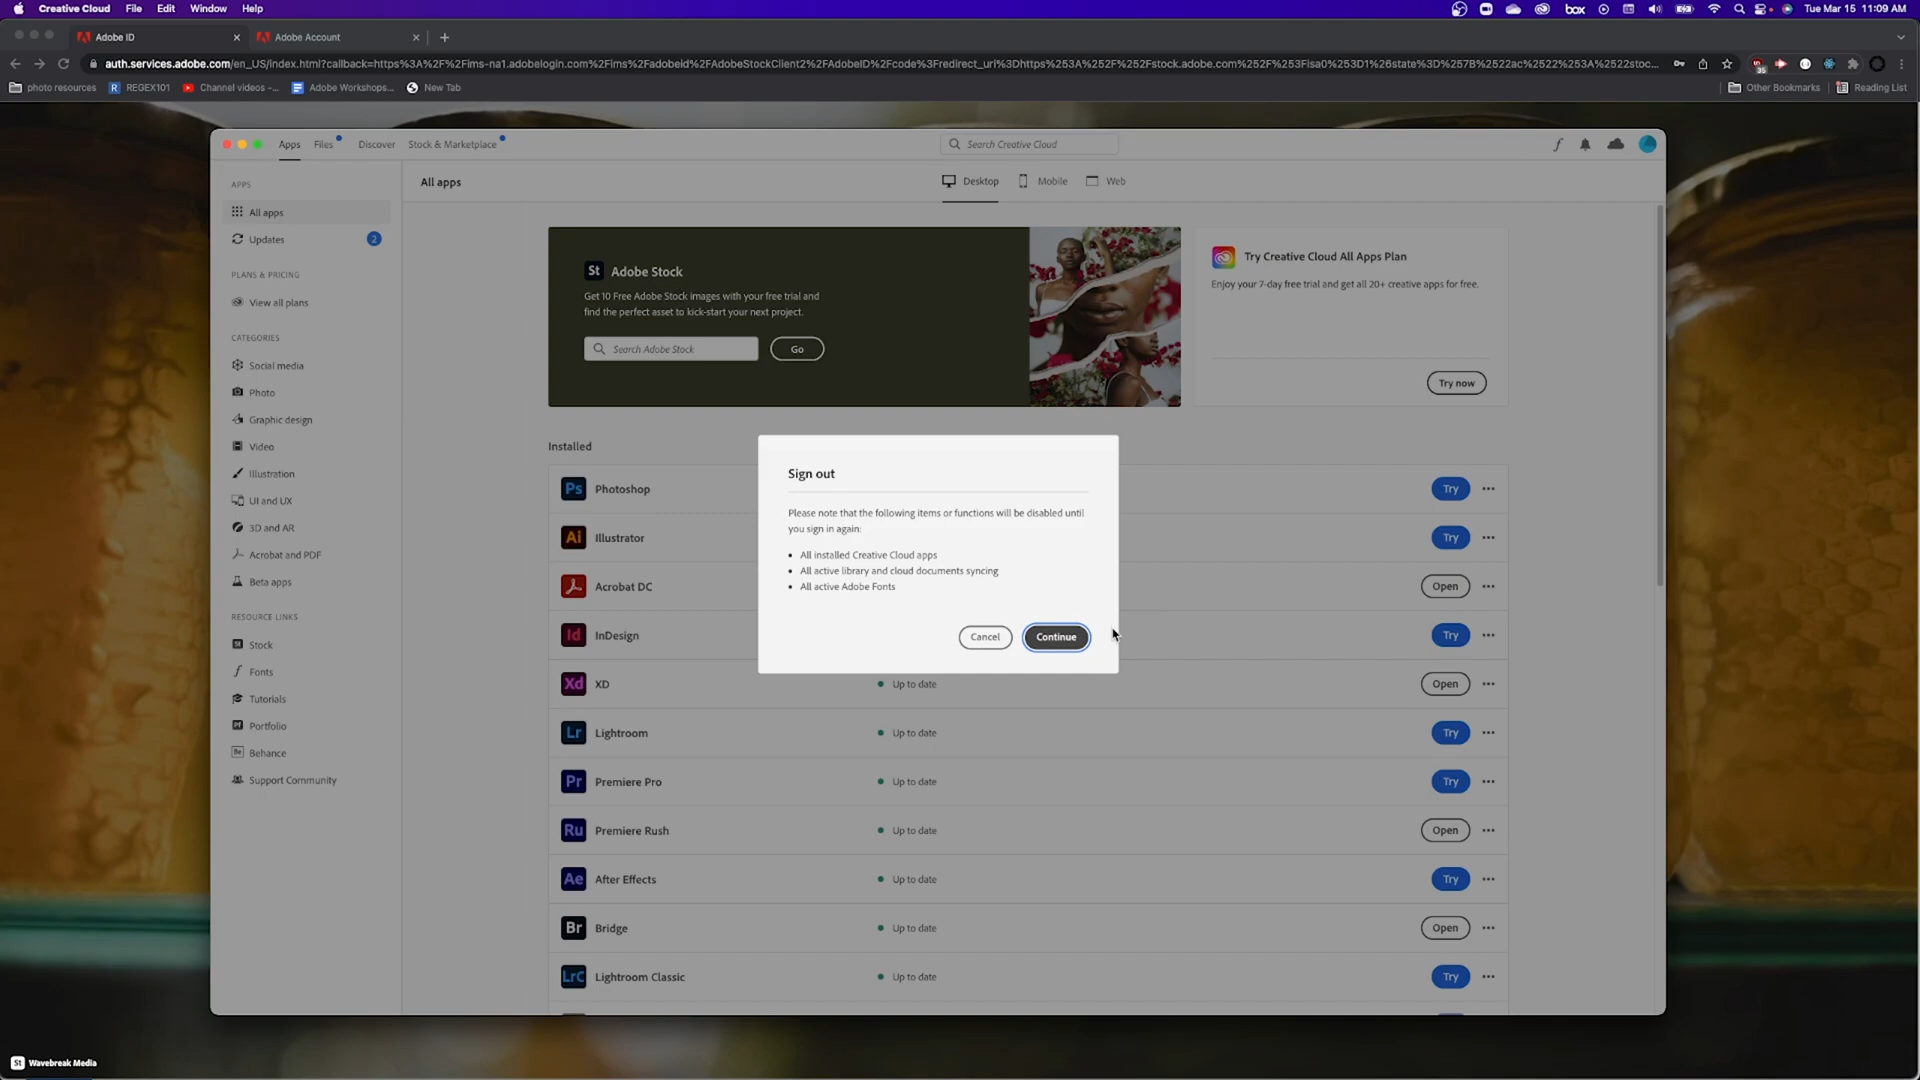 Creative Cloud File Edit Window Help
box Tue Mar 15 11:09 AM
Adobe ID
Adobe Account
auth.services.adobe.com/en_US/index.html?callback=https%3A%2F%2Fims-na1.adobelogin.com%2Fims%2Fadobeid%2FAdobeStockClient2%2FAdobeID%2Fcode%3Fredirect_uri%3Dhttps%253A%252F%252Fstock.adobe.com%252F%253Fisa0%253D1%26state%3D%257B%2522ac%2522%253A%2522stoc...
35
photo resources
R REGEX101
Channel videos -...
Adobe Workshops...
New Tab
Other Bookmarks
Reading List
Apps Files Discover Stock & Marketplace
Search Creative Cloud
APPS
All apps
Updates 2
PLANS & PRICING
View all plans
CATEGORIES
Social media
Photo
Graphic design
Video
Illustration
UI and UX
3D and AR
Acrobat and PDF
Beta apps
RESOURCE LINKS
Stock
Fonts
Tutorials
Portfolio
Be Behance
Support Community
All apps
Desktop Mobile Web
St Adobe Stock
Get 10 Free Adobe Stock images with your free trial and
find the perfect asset to kick-start your next project.
Search Adobe Stock
Go
Try Creative Cloud All Apps Plan
Enjoy your 7-day free trial and get all 20+ creative apps for free.
Try now
Installed
Ps Photoshop Try
Ai Illustrator Try
Acrobat DC Open
Id InDesign Try
Xd XD Up to date Open
Lr Lightroom Up to date Try
Pr Premiere Pro Up to date Try
Ru Premiere Rush Up to date Open
Ae After Effects Up to date Try
Br Bridge Up to date Open
LrC Lightroom Classic Up to date Try
Sign out
Please note that the following items or functions will be disabled until
you sign in again:
• All installed Creative Cloud apps
• All active library and cloud documents syncing
• All active Adobe Fonts
Cancel
Continue
St Wavebreak Media